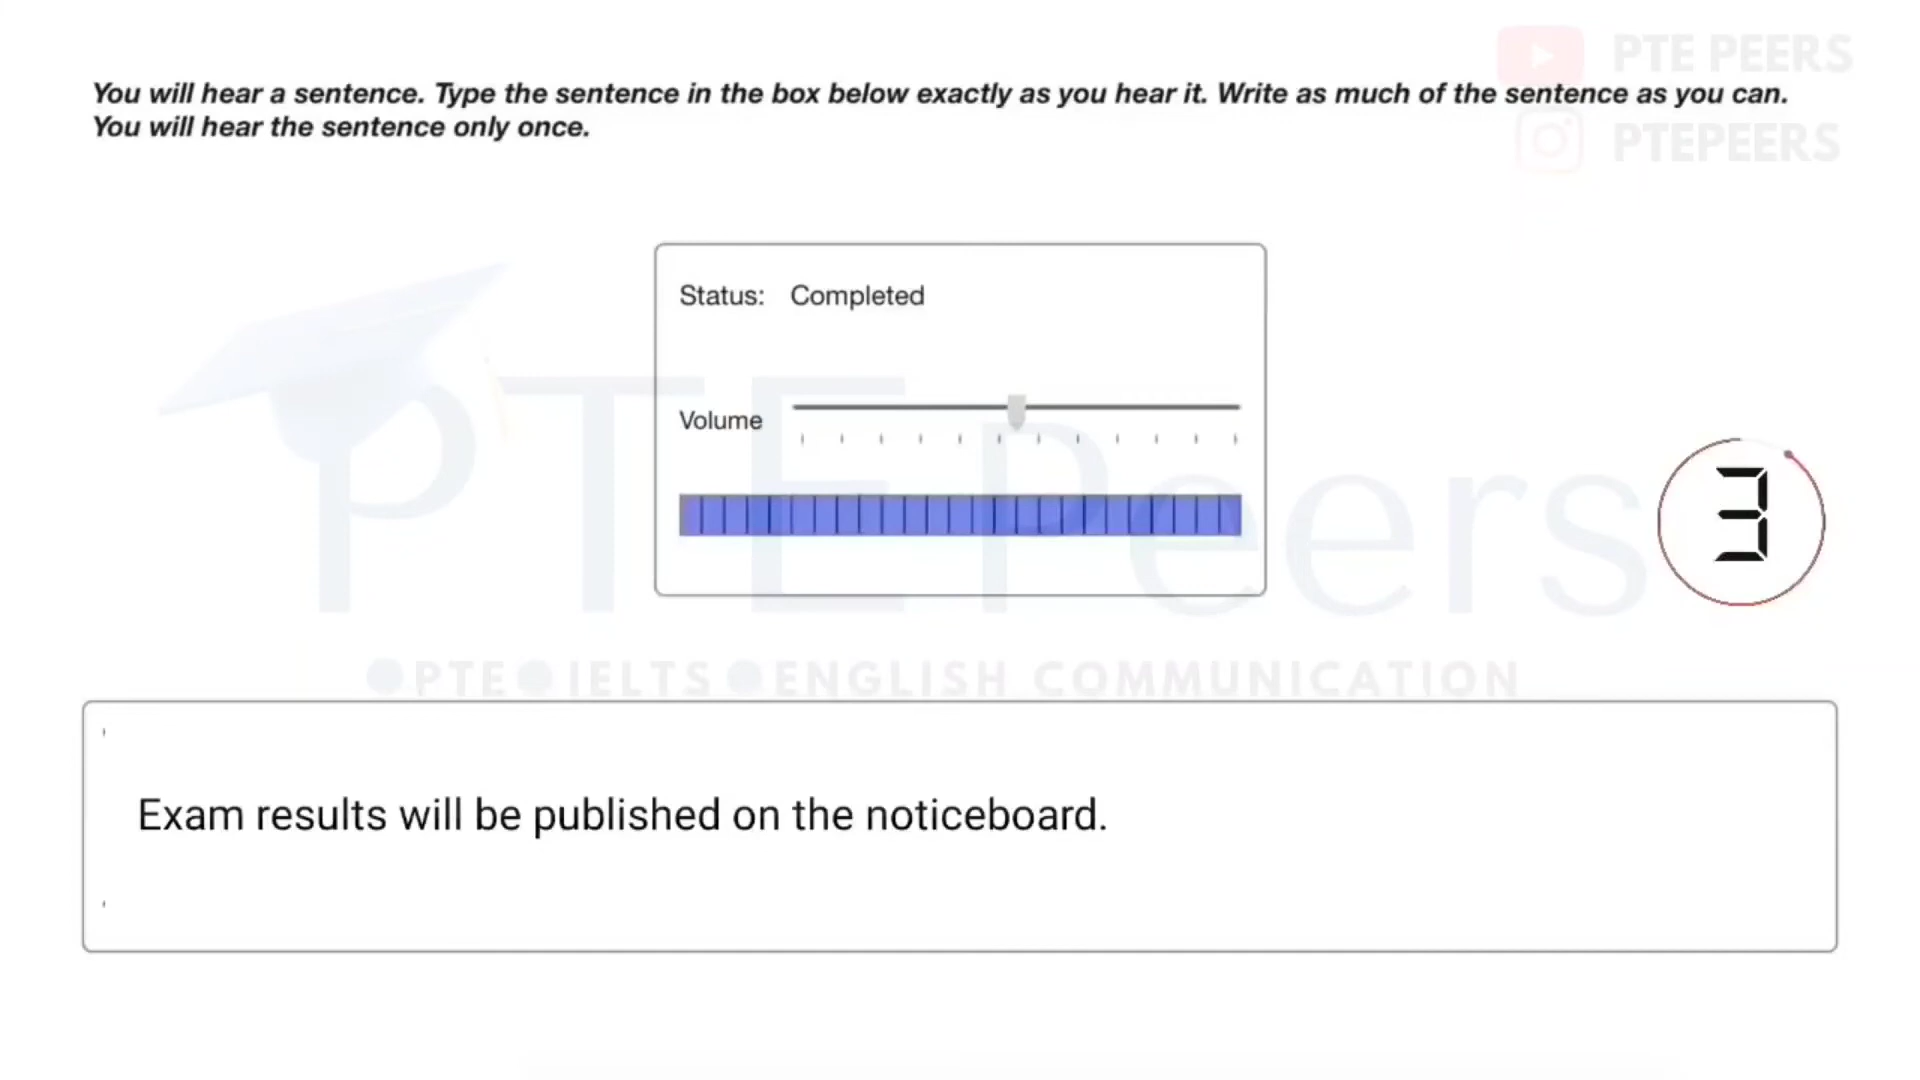 PTE PEERS
You will hear a sentence. Type the sentence in the box below exactly as you hear it. Write as much of the sentence as you can.
You will hear the sentence only once.
PTEPEERS
Status: Completed
Volume
PTE Peers
3
PTE IELTS ENGLISH COMMUNICATION
Exam results will be published on the noticeboard.